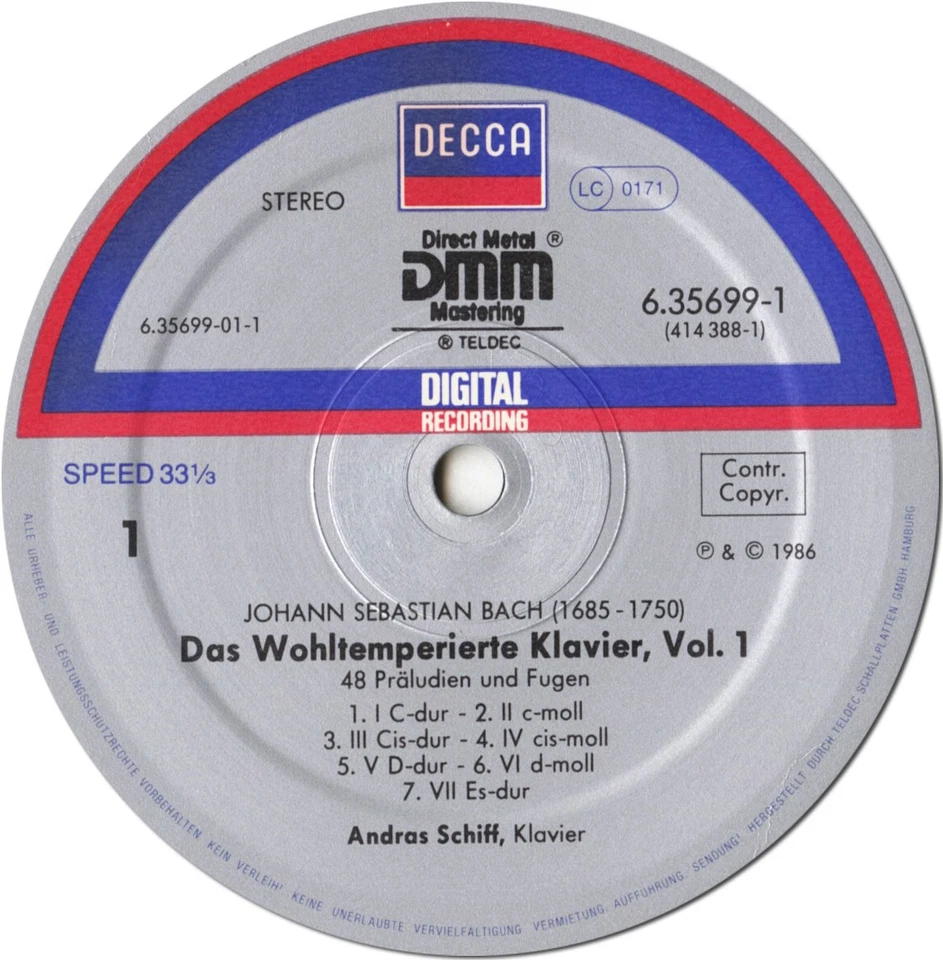 DECCA
STEREO
LC 0171
Direct Metal ®
DMM
Mastering
® TELDEC
6.35699-01-1
6.35699-1
(414 388-1)
DIGITAL
RECORDING
SPEED 33⅓
Contr.
Copyr.
1
℗ & © 1986
JOHANN SEBASTIAN BACH (1685 - 1750)
Das Wohltemperierte Klavier, Vol. 1
48 Präludien und Fugen
1. I C-dur - 2. II c-moll
3. III Cis-dur - 4. IV cis-moll
5. V D-dur - 6. VI d-moll
7. VII Es-dur
Andras Schiff, Klavier
ALLE URHEBER- UND LEISTUNGSSCHUTZRECHTE VORBEHALTEN. KEIN VERLEIH! KEINE UNERLAUBTE VERVIELFÄLTIGUNG, VERMIETUNG, AUFFÜHRUNG, SENDUNG! HERGESTELLT DURCH TELDEC SCHALLPLATTEN GMBH. HAMBURG